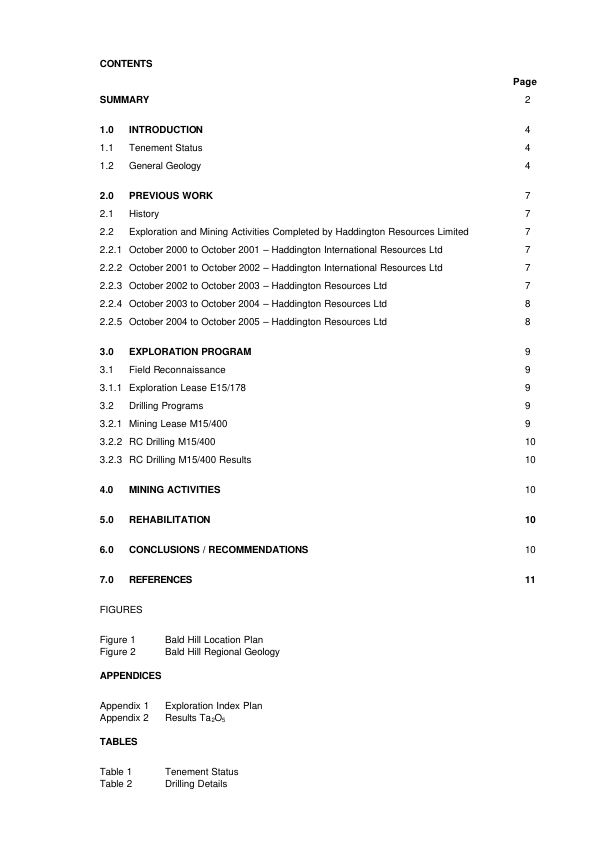 CONTENTS
Page
SUMMARY 2
1.0 INTRODUCTION 4
1.1 Tenement Status 4
1.2 General Geology 4
2.0 PREVIOUS WORK 7
2.1 History 7
2.2 Exploration and Mining Activities Completed by Haddington Resources Limited 7
2.2.1 October 2000 to October 2001 – Haddington International Resources Ltd 7
2.2.2 October 2001 to October 2002 – Haddington International Resources Ltd 7
2.2.3 October 2002 to October 2003 – Haddington Resources Ltd 7
2.2.4 October 2003 to October 2004 – Haddington Resources Ltd 8
2.2.5 October 2004 to October 2005 – Haddington Resources Ltd 8
3.0 EXPLORATION PROGRAM 9
3.1 Field Reconnaissance 9
3.1.1 Exploration Lease E15/178 9
3.2 Drilling Programs 9
3.2.1 Mining Lease M15/400 9
3.2.2 RC Drilling M15/400 10
3.2.3 RC Drilling M15/400 Results 10
4.0 MINING ACTIVITIES 10
5.0 REHABILITATION 10
6.0 CONCLUSIONS / RECOMMENDATIONS 10
7.0 REFERENCES 11
FIGURES
Figure 1 Bald Hill Location Plan
Figure 2 Bald Hill Regional Geology
APPENDICES
Appendix 1 Exploration Index Plan
Appendix 2 Results Ta₂O₅
TABLES
Table 1 Tenement Status
Table 2 Drilling Details